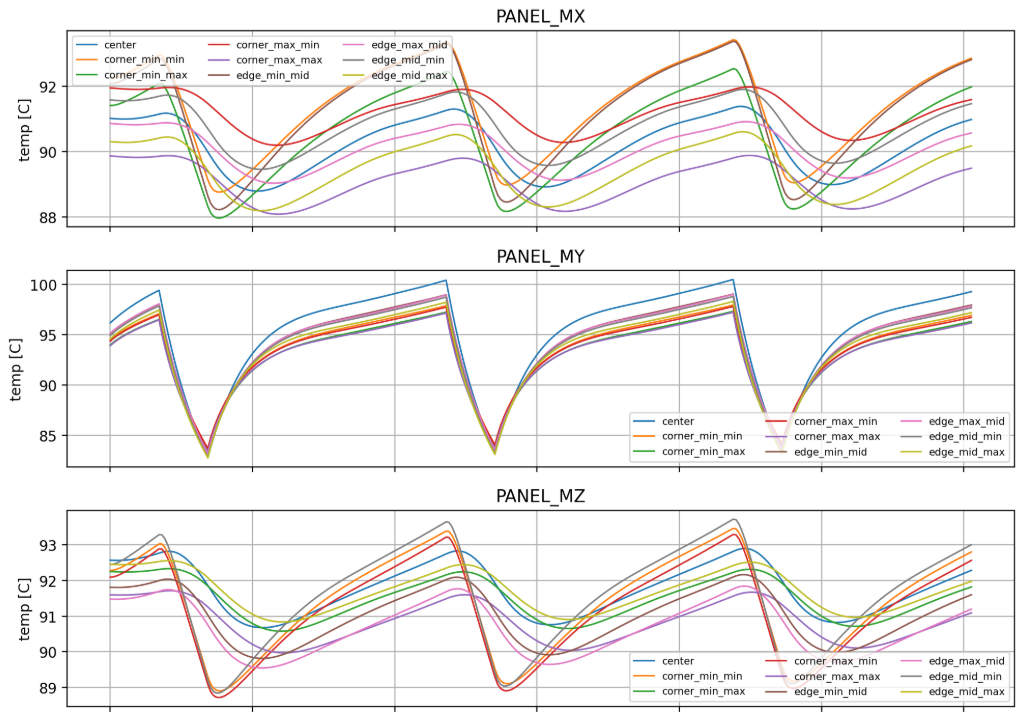 PANEL_MX
temp [C]
92
90
88
center corner_max_min edge_max_mid
corner_min_min corner_max_max edge_mid_min
corner_min_max edge_min_mid edge_mid_max
PANEL_MY
temp [C]
100
95
90
85
center corner_max_min edge_max_mid
corner_min_min corner_max_max edge_mid_min
corner_min_max edge_min_mid edge_mid_max
PANEL_MZ
temp [C]
93
92
91
90
89
center corner_max_min edge_max_mid
corner_min_min corner_max_max edge_mid_min
corner_min_max edge_min_mid edge_mid_max